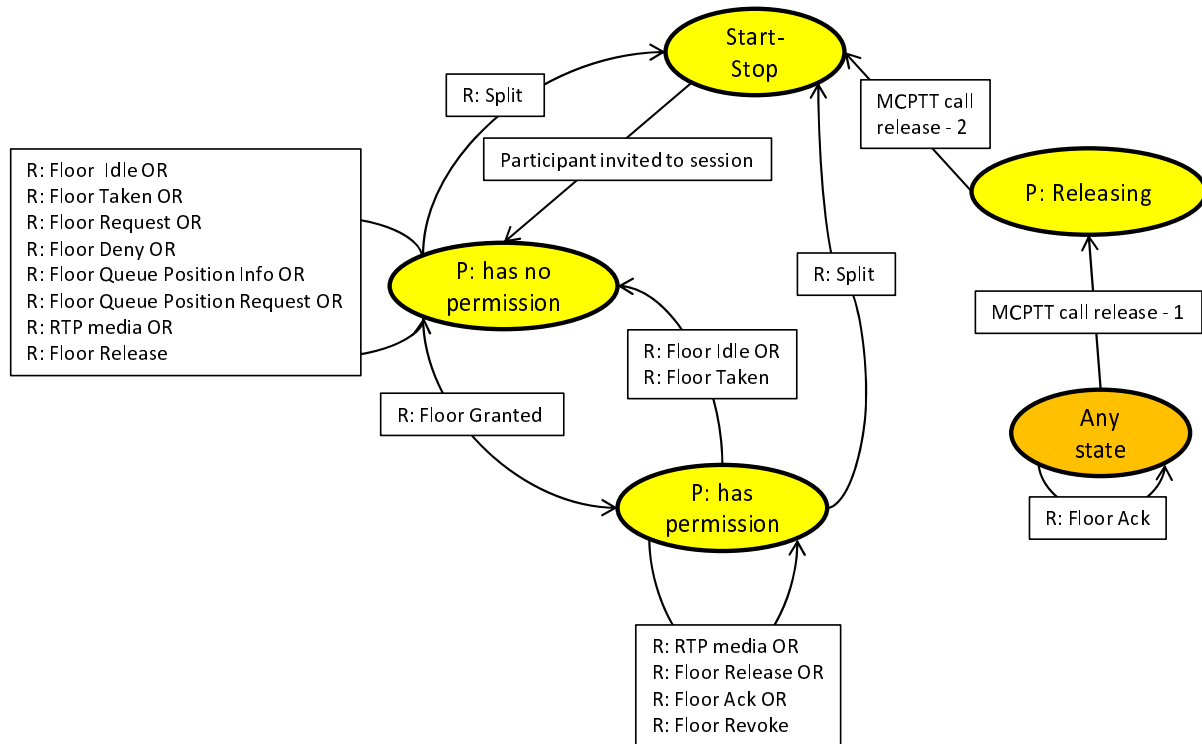 Start-
Stop
R: Split
MCPTT call
release - 2
Participant invited to session
R: Floor Idle OR
R: Floor Taken OR
R: Floor Request OR
R: Floor Deny OR
R: Floor Queue Position Info OR
R: Floor Queue Position Request OR
R: RTP media OR
R: Floor Release
P: Releasing
P: has no
permission
R: Split
MCPTT call release - 1
R: Floor Idle OR
R: Floor Taken
R: Floor Granted
Any
state
P: has
permission
R: Floor Ack
R: RTP media OR
R: Floor Release OR
R: Floor Ack OR
R: Floor Revoke